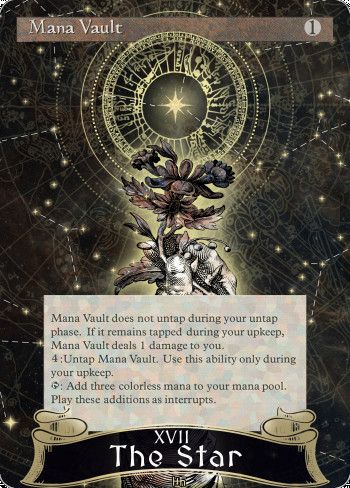 Mana Vault 1
Mana Vault does not untap during your untap
phase. If it remains tapped during your upkeep,
Mana Vault deals 1 damage to you.
4:Untap Mana Vault. Use this ability only during
your upkeep.
: Add three colorless mana to your mana pool.
Play these additions as interrupts.
XVII
The Star